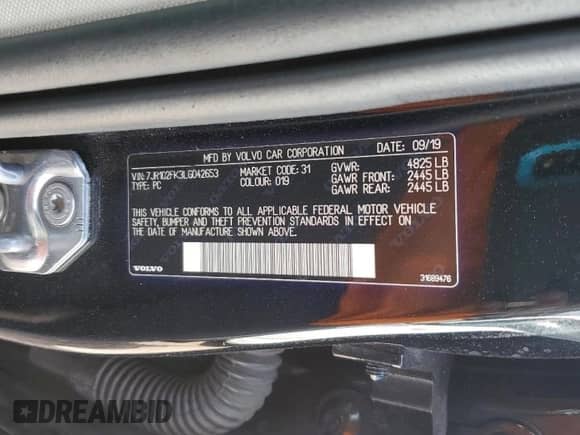 MFD. BY VOLVO CAR CORPORATION DATE: 09/19
VIN: 7JR102FK3LG042653 MARKET CODE: 31 GVWR: 4825 LB
TYPE: PC COLOUR: 019 GAWR FRONT: 2445 LB
GAWR REAR: 2445 LB
THIS VEHICLE CONFORMS TO ALL APPLICABLE FEDERAL MOTOR VEHICLE
SAFETY, BUMPER AND THEFT PREVENTION STANDARDS IN EFFECT ON
THE DATE OF MANUFACTURE SHOWN ABOVE.
VOLVO 31689476
DREAMBID